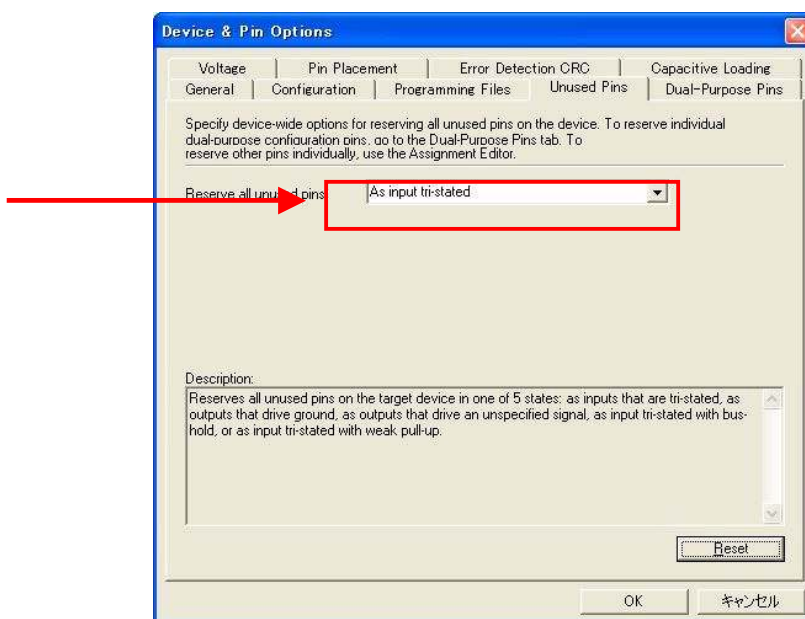 Device & Pin Options
Voltage Pin Placement Error Detection CRC Capacitive Loading
General Configuration Programming Files Unused Pins Dual-Purpose Pins
Specify device-wide options for reserving all unused pins on the device. To reserve individual
dual-purpose configuration pins, go to the Dual-Purpose Pins tab. To
reserve other pins individually, use the Assignment Editor.
Reserve all unused pins As input tri-stated
Description:
Reserves all unused pins on the target device in one of 5 states: as inputs that are tri-stated, as
outputs that drive ground, as outputs that drive an unspecified signal, as input tri-stated with bus-
hold, or as input tri-stated with weak pull-up.
Reset
OK キャンセル